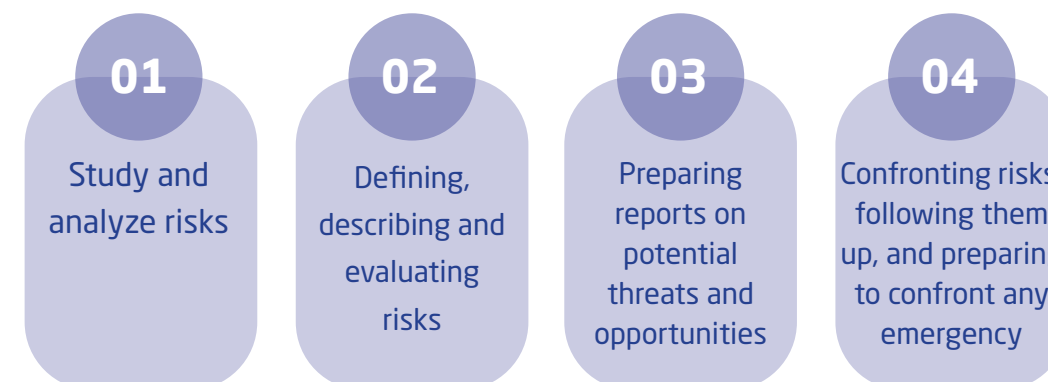 01
Study and
analyze risks
02
Defining,
describing and
evaluating
risks
03
Preparing
reports on
potential
threats and
opportunities
04
Confronting risks
following them
up, and preparin
to confront any
emergency